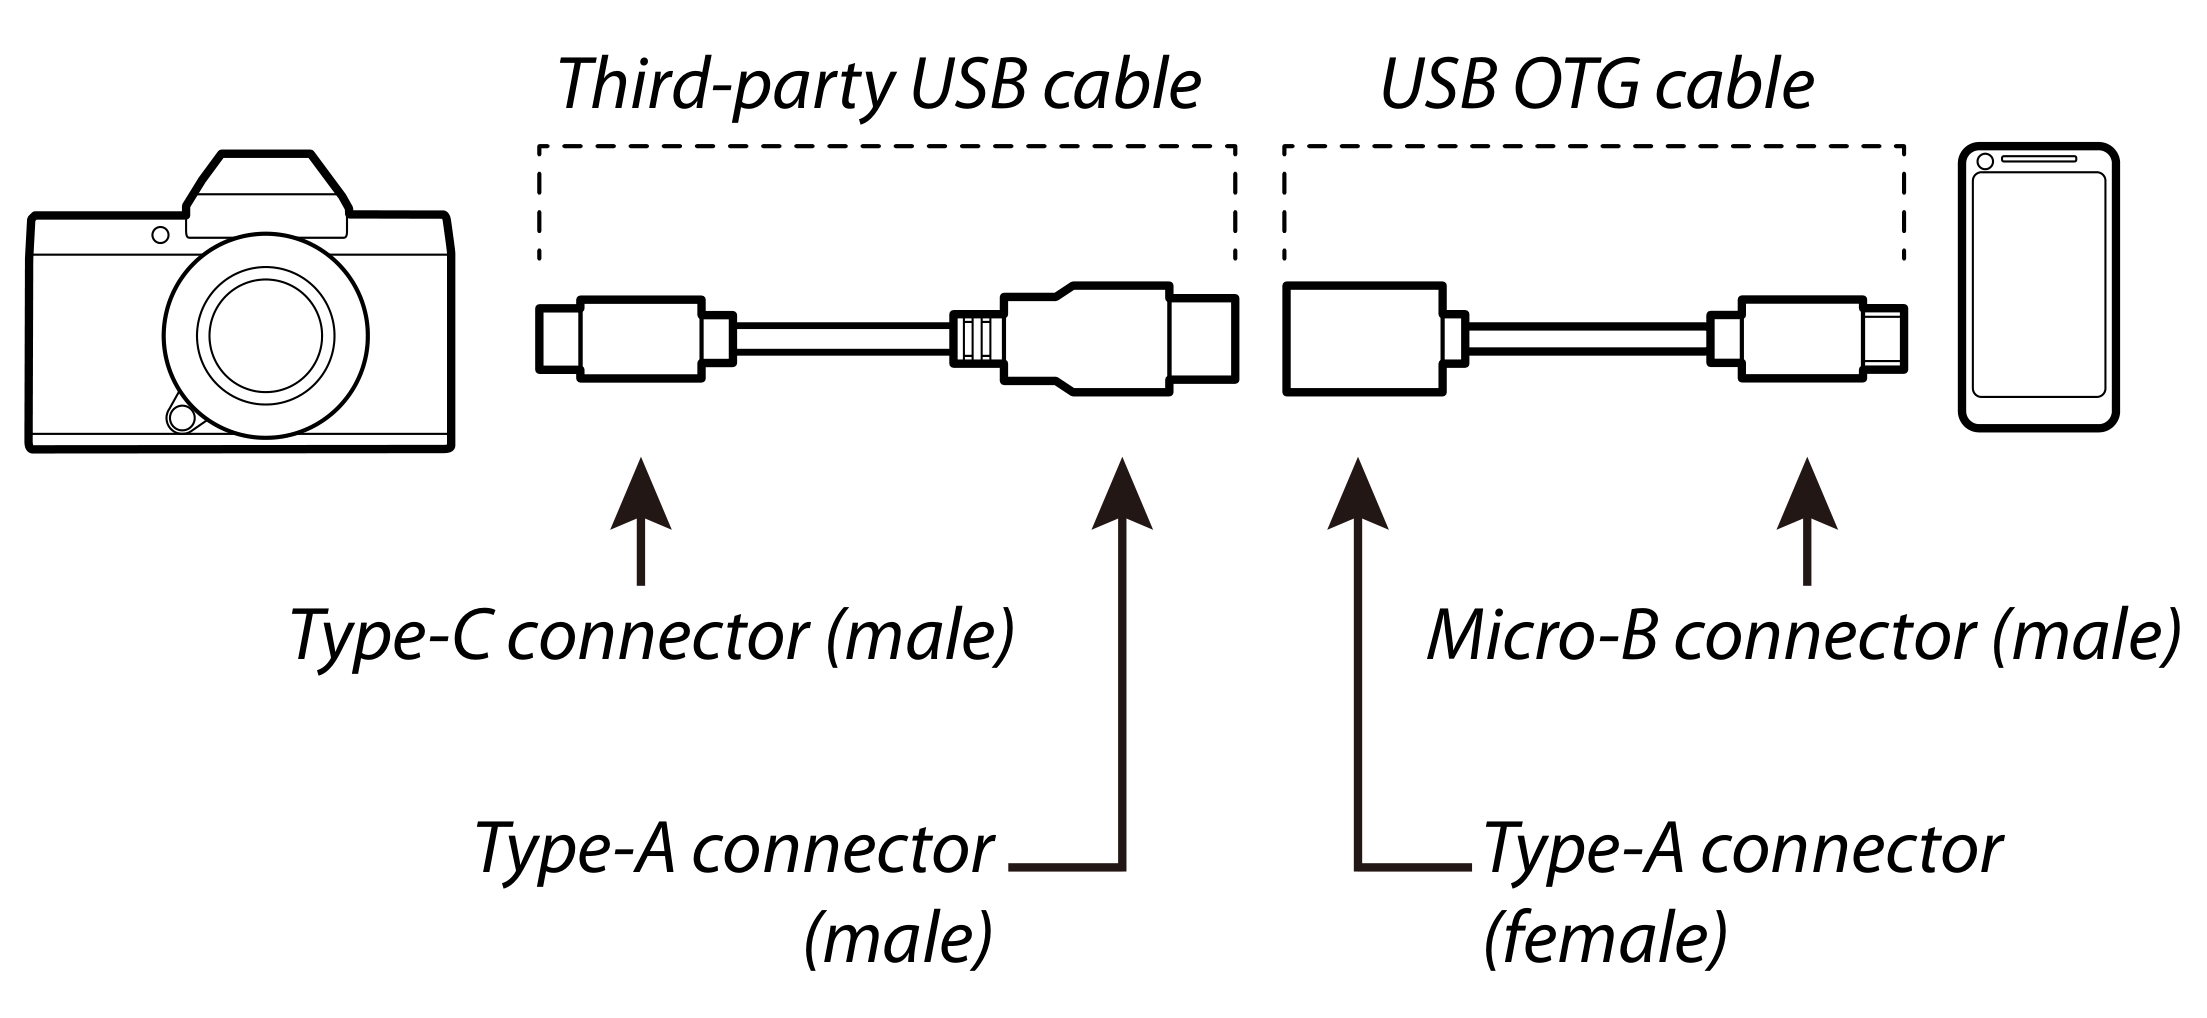 Third-party USB cable
USB OTG cable
Type-C connector (male)
Micro-B connector (male)
Type-A connector
(male)
Type-A connector
(female)